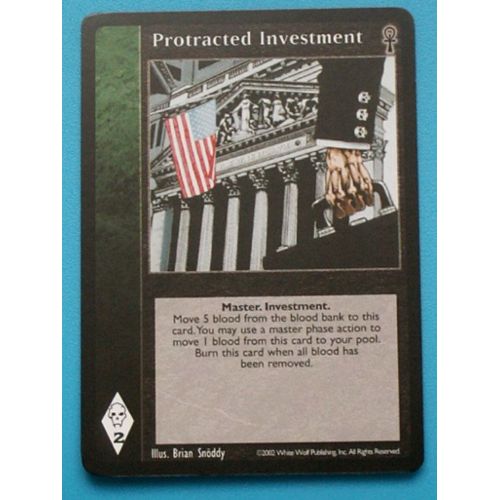 Protracted Investment
Master. Investment.
Move 5 blood from the blood bank to this
card. You may use a master phase action to
move 1 blood from this card to your pool.
Burn this card when all blood has
been removed.
2
Illus. Brian Snöddy
©2002 White Wolf Publishing, Inc. All Rights Reserved.